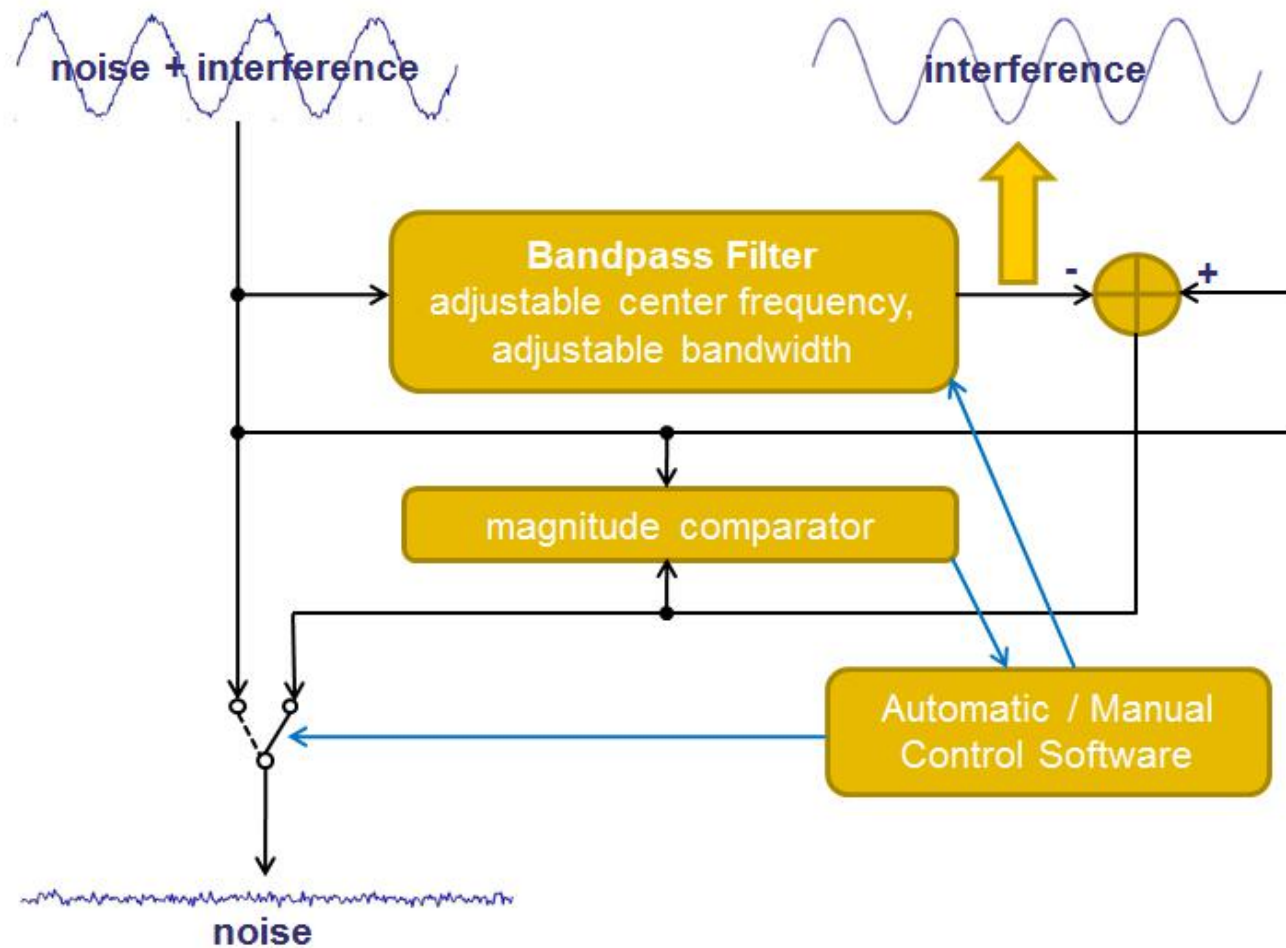 noise + interference
interference
Bandpass Filter
adjustable center frequency,
adjustable bandwidth
- +
magnitude comparator
Automatic / Manual
Control Software
noise